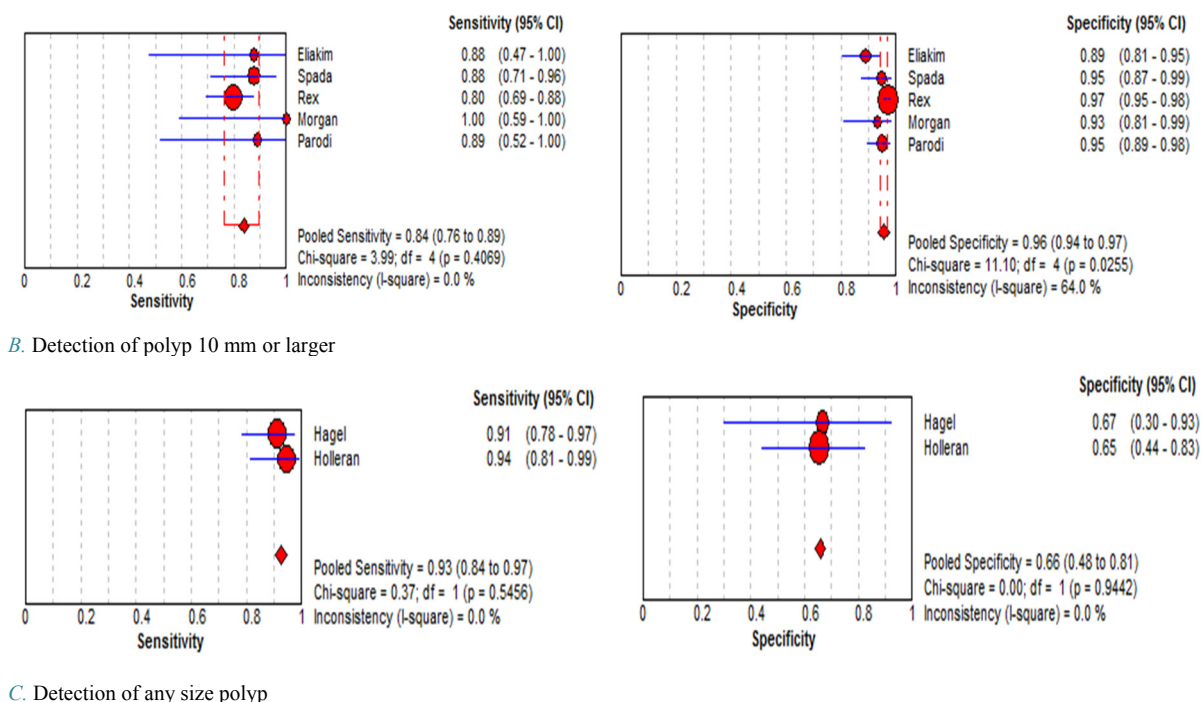 Sensitivity (95% CI)
Eliakim 0.88 (0.47 - 1.00)
Spada 0.88 (0.71 - 0.96)
Rex 0.80 (0.69 - 0.88)
Morgan 1.00 (0.59 - 1.00)
Parodi 0.89 (0.52 - 1.00)
Pooled Sensitivity = 0.84 (0.76 to 0.89)
Chi-square = 3.99; df = 4 (p = 0.4069)
Inconsistency (I-square) = 0.0 %
0 0.2 0.4 0.6 0.8 1
Sensitivity
Specificity (95% CI)
Eliakim 0.89 (0.81 - 0.95)
Spada 0.95 (0.87 - 0.99)
Rex 0.97 (0.95 - 0.98)
Morgan 0.93 (0.81 - 0.99)
Parodi 0.95 (0.89 - 0.98)
Pooled Specificity = 0.96 (0.94 to 0.97)
Chi-square = 11.10; df = 4 (p = 0.0255)
Inconsistency (I-square) = 64.0 %
0 0.2 0.4 0.6 0.8 1
Specificity
B. Detection of polyp 10 mm or larger
Sensitivity (95% CI)
Hagel 0.91 (0.78 - 0.97)
Holleran 0.94 (0.81 - 0.99)
Pooled Sensitivity = 0.93 (0.84 to 0.97)
Chi-square = 0.37; df = 1 (p = 0.5456)
Inconsistency (I-square) = 0.0 %
0 0.2 0.4 0.6 0.8 1
Sensitivity
Specificity (95% CI)
Hagel 0.67 (0.30 - 0.93)
Holleran 0.65 (0.44 - 0.83)
Pooled Specificity = 0.66 (0.48 to 0.81)
Chi-square = 0.00; df = 1 (p = 0.9442)
Inconsistency (I-square) = 0.0 %
0 0.2 0.4 0.6 0.8 1
Specificity
C. Detection of any size polyp